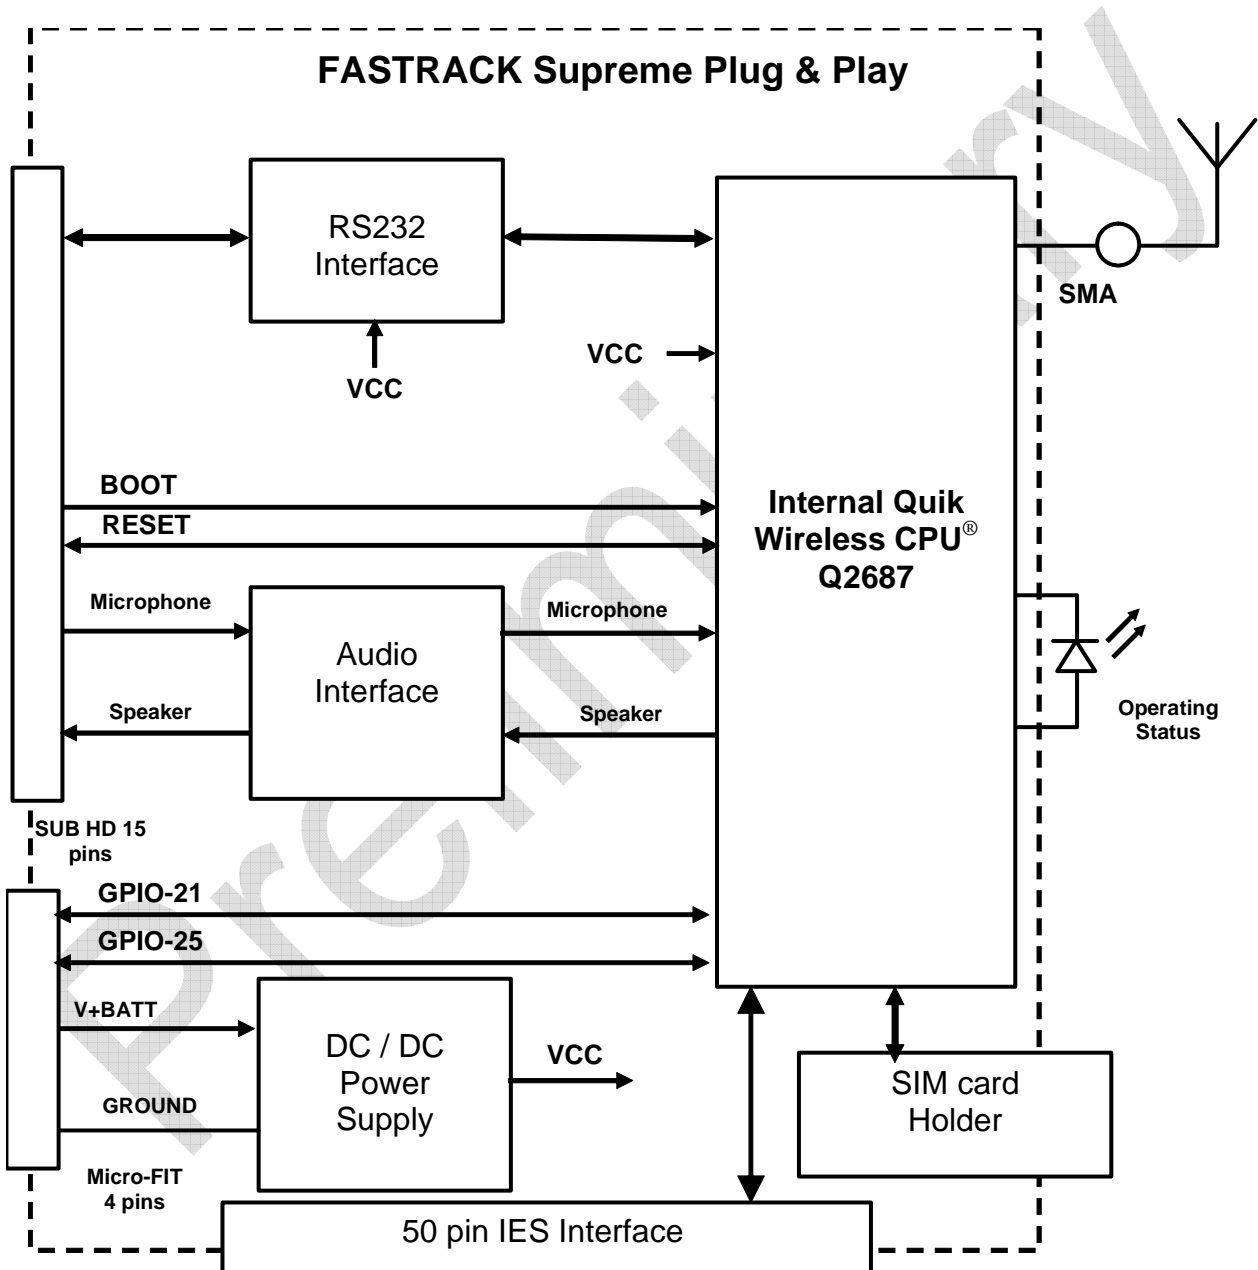 FASTRACK Supreme Plug & Play
RS232
Interface
VCC
VCC
SMA
BOOT
RESET
Internal Quik
Wireless CPU®
Q2687
Microphone
Microphone
Audio
Interface
Speaker
Speaker
Operating
Status
SUB HD 15
pins
GPIO-21
GPIO-25
V+BATT
GROUND
DC / DC
Power
Supply
VCC
SIM card
Holder
Micro-FIT
4 pins
50 pin IES Interface